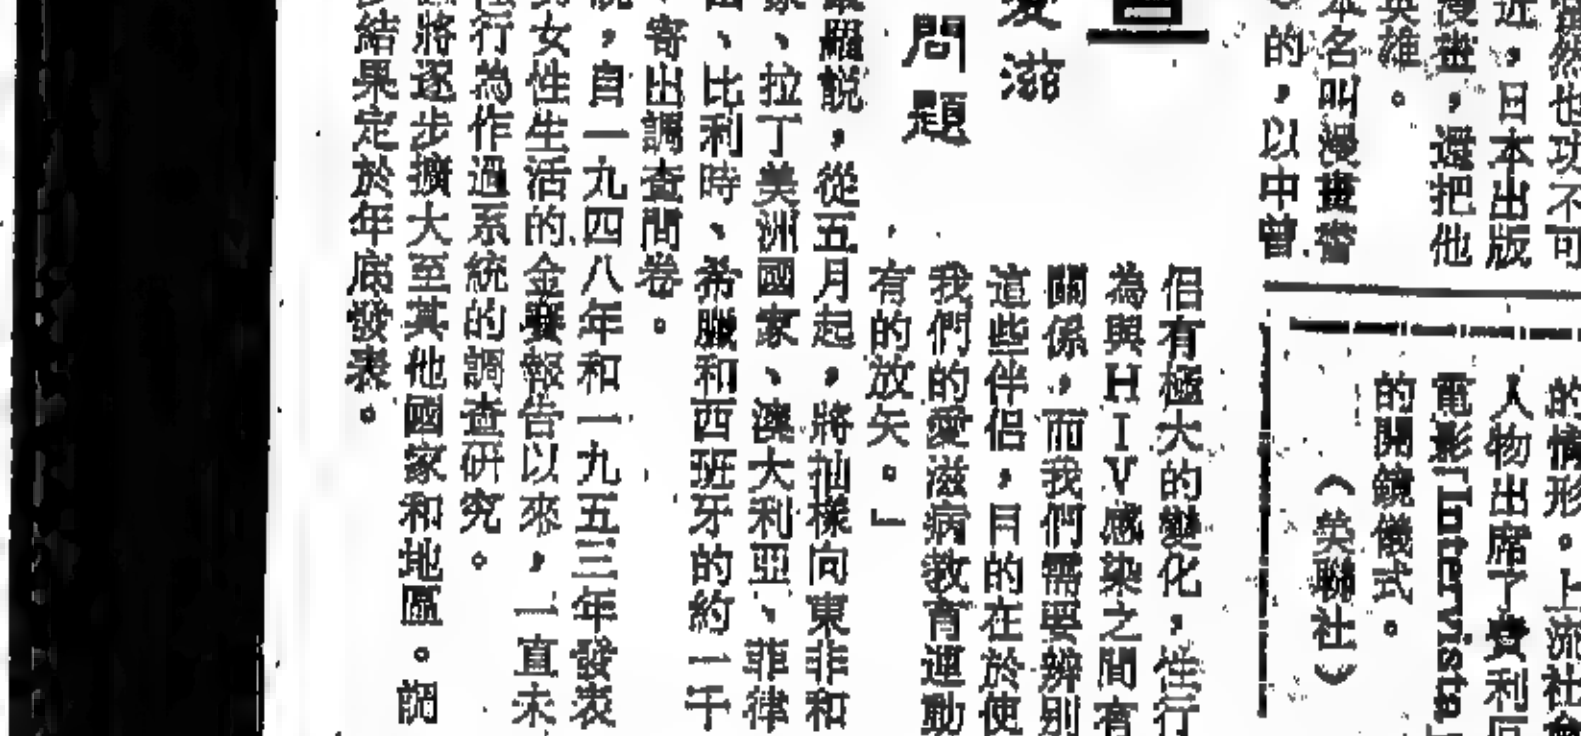 然也功不可
近，日本出版
漫畫，還把他
英雄。
本名叫漫畫
的，以中曾
的情形。上流社會
人物出席了費利
電影「Intervista」
的開鏡儀式。
（美聯社）
愛滋
問題
侶有極大的變化，性行
為與HIV感染之間有
關係，而我們需要辨別
這些伴侶，目的在於使
我們的愛滋病教育運動
有的放矢。」
羅說，從五月起，將抽樣向東非和
、拉丁美洲國家、澳大利亞、菲律
、比利時、希臘和西班牙的約一千
，寄出調查問卷。
，自一九四八年和一九五三年發表
女性生活的金賽報告以來，一直未
行為作過系統的調查研究。
將逐步擴大至其他國家和地區。調
結果定於年底發表。